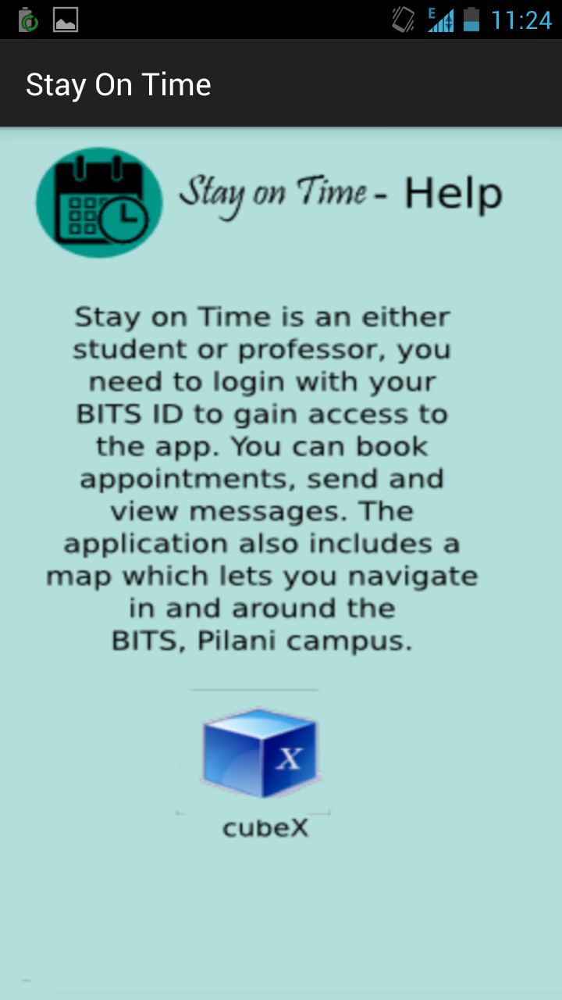 E 11:24
Stay On Time
Stay on Time - Help
Stay on Time is an either
student or professor, you
need to login with your
BITS ID to gain access to
the app. You can book
appointments, send and
view messages. The
application also includes a
map which lets you navigate
in and around the
BITS, Pilani campus.
X
cubeX